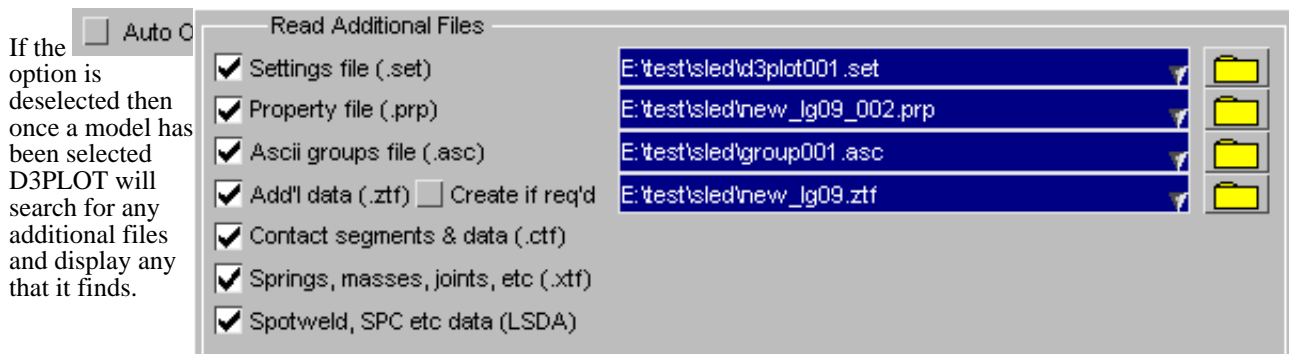 If the Auto O
option is
deselected then
once a model has
been selected
D3PLOT will
search for any
additional files
and display any
that it finds.
Read Additional Files
Settings file (.set) E:\test\sled\d3plot001.set
Property file (.prp) E:\test\sled\new_lg09_002.prp
Ascii groups file (.asc) E:\test\sled\group001.asc
Add'l data (.ztf) Create if req'd E:\test\sled\new_lg09.ztf
Contact segments & data (.ctf)
Springs, masses, joints, etc (.xtf)
Spotweld, SPC etc data (LSDA)